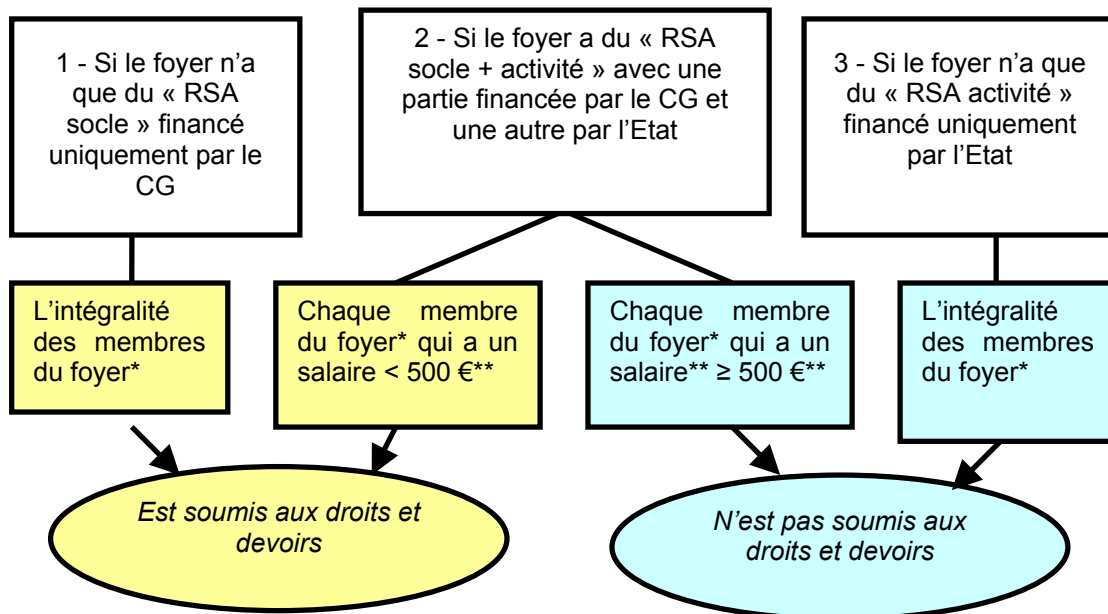 1 - Si le foyer n’a
que du « RSA
socle » financé
uniquement par le
CG
2 - Si le foyer a du « RSA
socle + activité » avec une
partie financée par le CG et
une autre par l’Etat
3 - Si le foyer n’a que
du « RSA activité »
financé uniquement
par l’Etat
L’intégralité
des membres
du foyer*
Chaque membre
du foyer* qui a un
salaire < 500 €**
Chaque membre
du foyer* qui a un
salaire** ≥ 500 €**
L’intégralité
des membres
du foyer*
Est soumis aux droits et
devoirs
N’est pas soumis aux
droits et devoirs